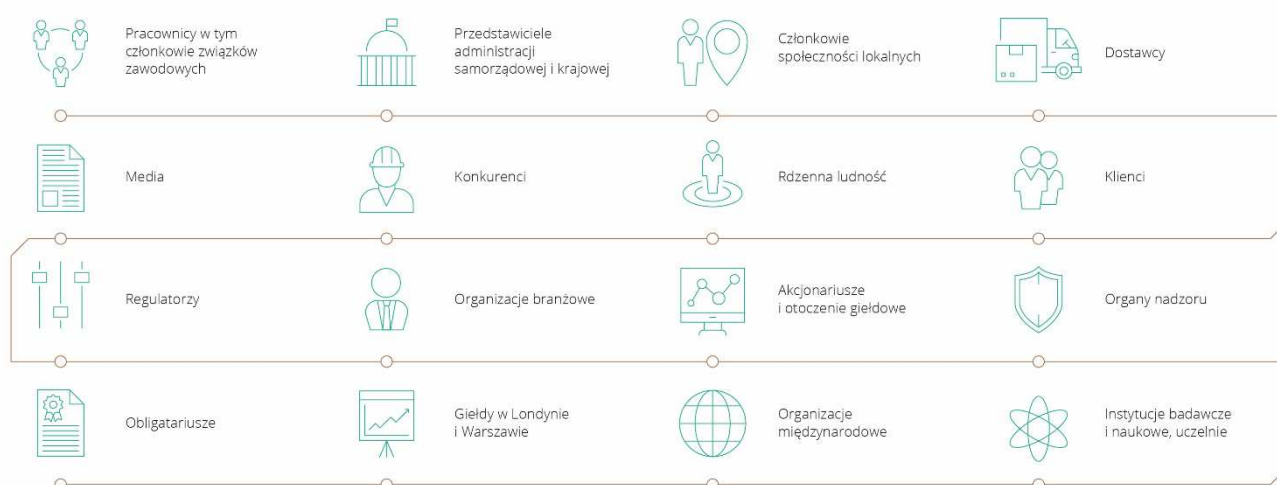 Pracownicy w tym
członkowie związków
zawodowych
Przedstawiciele
administracji
samorządowej i krajowej
Członkowie
społeczności lokalnych
Dostawcy
Media
Konkurenci
Rdzenna ludność
Klienci
Regulatorzy
Organizacje branżowe
Akcjonariusze
i otoczenie giełdowe
Organy nadzoru
Obligatariusze
Giełdy w Londynie
i Warszawie
Organizacje
międzynarodowe
Instytucje badawcze
i naukowe, uczelnie